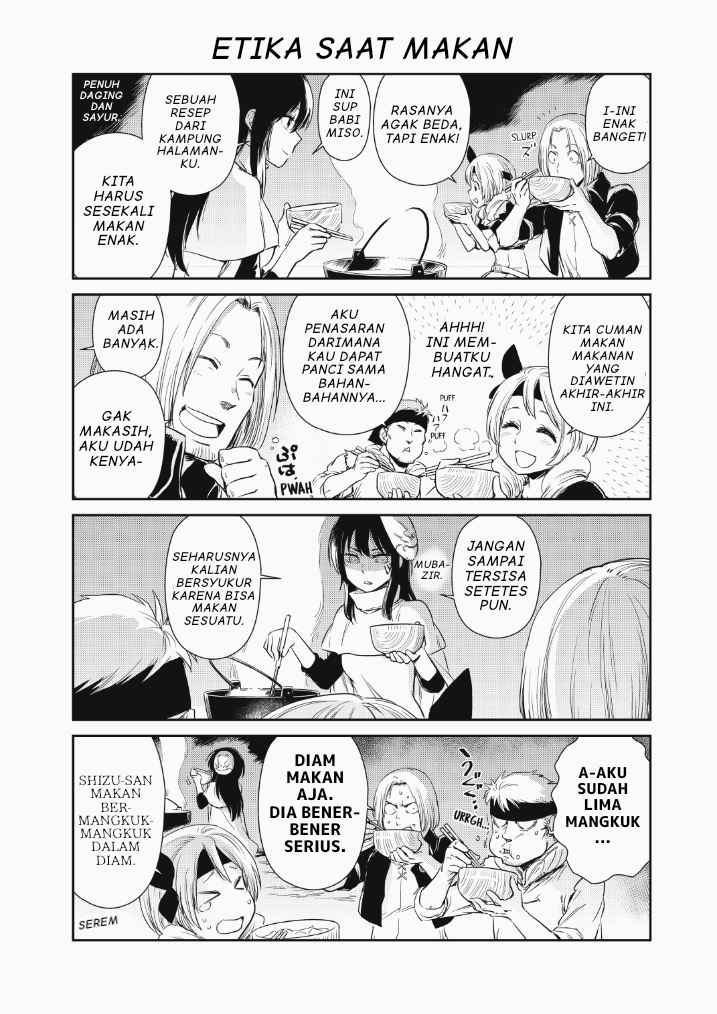 ETIKA SAAT MAKAN
I-INI
ENAK
BANGET!
SLURP
ズ
RASANYA
AGAK BEDA,
TAPI ENAK!
INI
SUP
BABI
MISO.
SEBUAH
RESEP
DARI
KAMPUNG
HALAMAN-
KU.
PENUH
DAGING
DAN
SAYUR.
KITA
HARUS
SESEKALI
MAKAN
ENAK.
KITA CUMAN
MAKAN
MAKANAN
YANG
DIAWETIN
AKHIR-AKHIR
INI.
AHHH!
INI MEM-
BUATKU
HANGAT.
PUFF
ハフ
ハフ
PUFF
AKU
PENASARAN
DARIMANA
KAU DAPAT
PANCI SAMA
BAHAN-
BAHANNYA...
ぷは
PWAH
MASIH
ADA
BANYAK.
GAK
MAKASIH,
AKU UDAH
KENYA-
JANGAN
SAMPAI
TERSISA
SETETES
PUN.
MUBA-
ZIR.
SEHARUSNYA
KALIAN
BERSYUKUR
KARENA BISA
MAKAN
SESUATU.
A-AKU
SUDAH
LIMA
MANGKUK
...
URRGH...
DIAM
MAKAN
AJA.
DIA BENER-
BENER
SERIUS.
SHIZU-SAN
MAKAN
BER-
MANGKUK-
MANGKUK
DALAM
DIAM.
SEREM